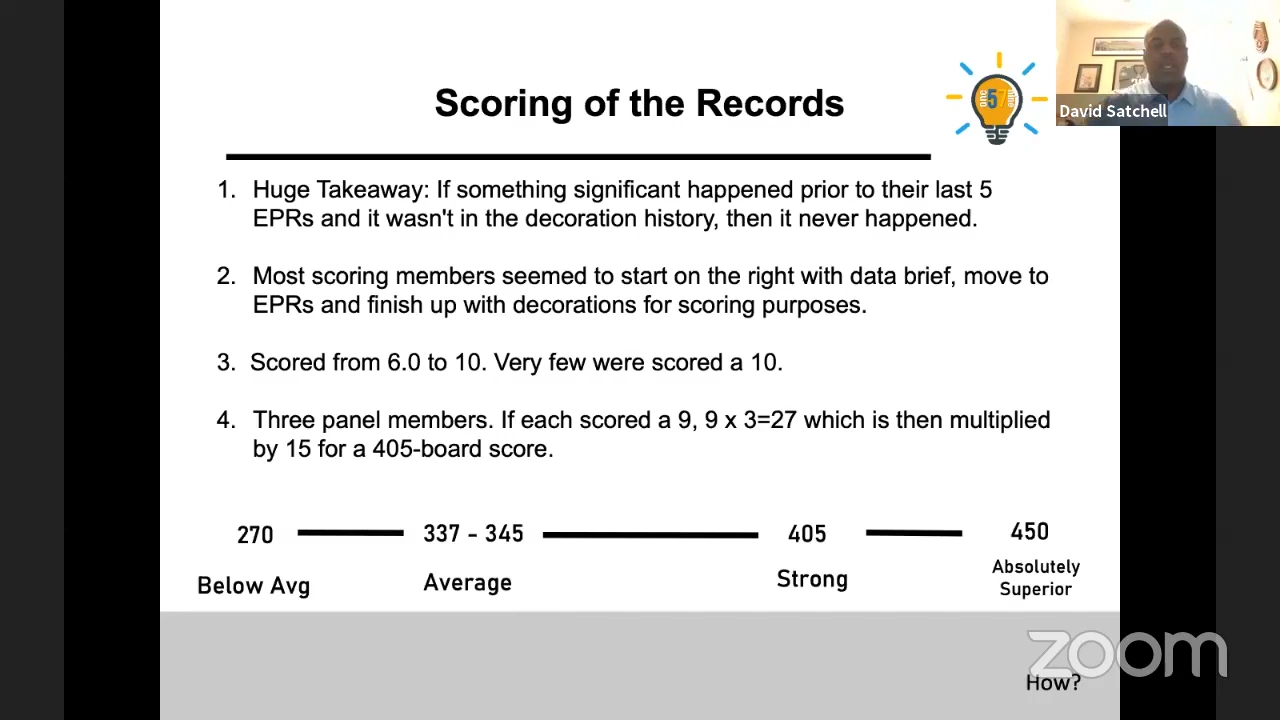 Scoring of the Records
57
David Satchell
1. Huge Takeaway: If something significant happened prior to their last 5
EPRs and it wasn't in the decoration history, then it never happened.
2. Most scoring members seemed to start on the right with data brief, move to
EPRs and finish up with decorations for scoring purposes.
3. Scored from 6.0 to 10. Very few were scored a 10.
4. Three panel members. If each scored a 9, 9 x 3=27 which is then multiplied
by 15 for a 405-board score.
270 337 - 345 405 450
Below Avg Average Strong Absolutely
Superior
zoom
How?